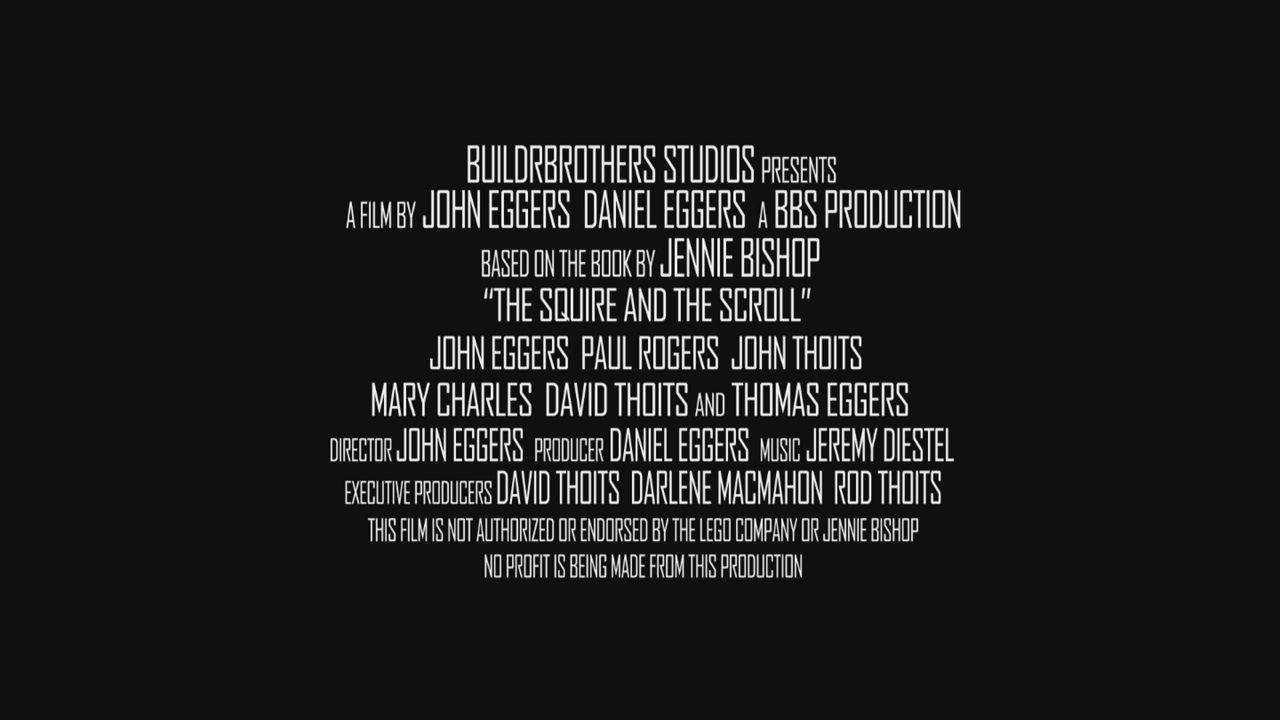 BUILDRBROTHERS STUDIOS PRESENTS
A FILM BY JOHN EGGERS DANIEL EGGERS A BBS PRODUCTION
BASED ON THE BOOK BY JENNIE BISHOP
“THE SQUIRE AND THE SCROLL”
JOHN EGGERS PAUL ROGERS JOHN THOITS
MARY CHARLES DAVID THOITS AND THOMAS EGGERS
DIRECTOR JOHN EGGERS PRODUCER DANIEL EGGERS MUSIC JEREMY DIESTEL
EXECUTIVE PRODUCERS DAVID THOITS DARLENE MACMAHON ROD THOITS
THIS FILM IS NOT AUTHORIZED OR ENDORSED BY THE LEGO COMPANY OR JENNIE BISHOP
NO PROFIT IS BEING MADE FROM THIS PRODUCTION